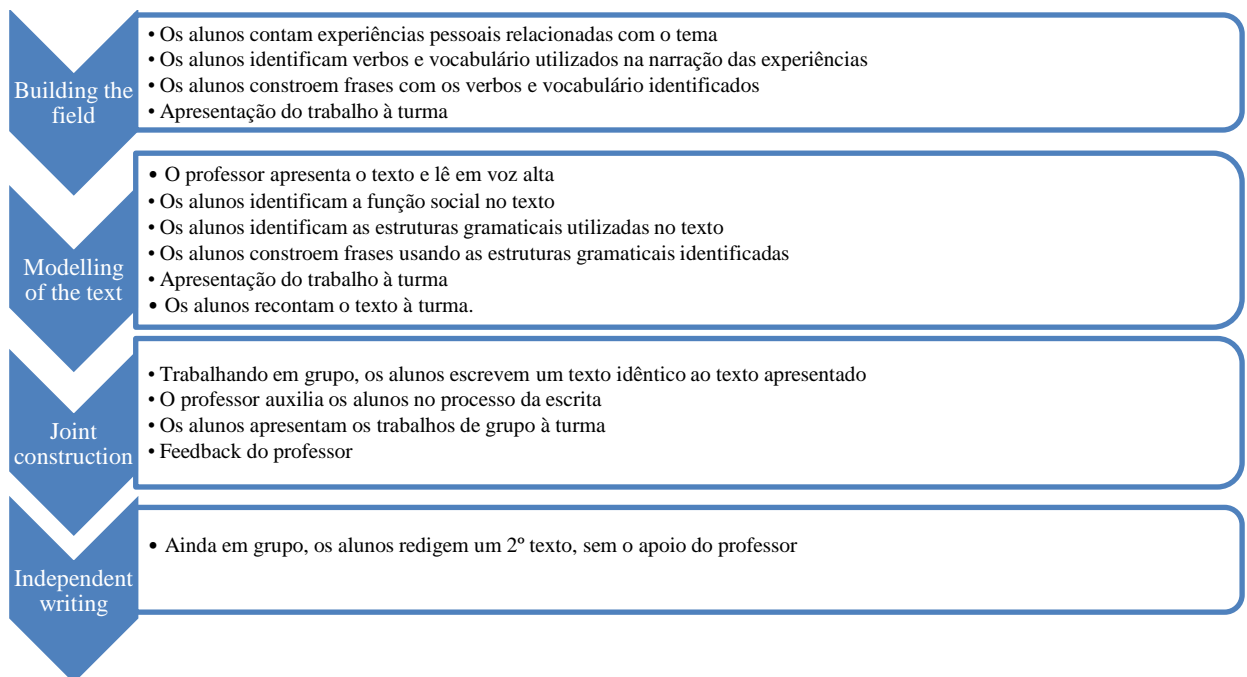 Building the
field
• Os alunos contam experiências pessoais relacionadas com o tema
• Os alunos identificam verbos e vocabulário utilizados na narração das experiências
• Os alunos constroem frases com os verbos e vocabulário identificados
• Apresentação do trabalho à turma
Modelling
of the text
• O professor apresenta o texto e lê em voz alta
• Os alunos identificam a função social no texto
• Os alunos identificam as estruturas gramaticais utilizadas no texto
• Os alunos constroem frases usando as estruturas gramaticais identificadas
• Apresentação do trabalho à turma
• Os alunos recontam o texto à turma.
Joint
construction
• Trabalhando em grupo, os alunos escrevem um texto idêntico ao texto apresentado
• O professor auxilia os alunos no processo da escrita
• Os alunos apresentam os trabalhos de grupo à turma
• Feedback do professor
Independent
writing
• Ainda em grupo, os alunos redigem um 2º texto, sem o apoio do professor